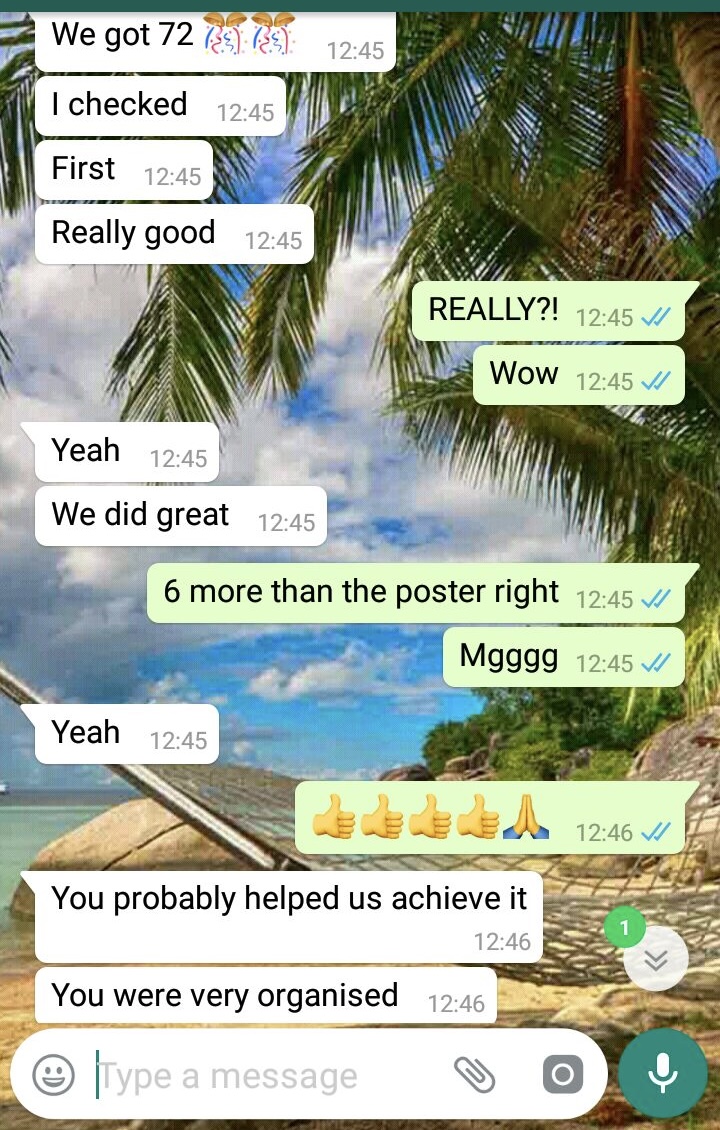 We got 72 🎊🎊 12:45
I checked 12:45
First 12:45
Really good 12:45
REALLY?! 12:45
Wow 12:45
Yeah 12:45
We did great 12:45
6 more than the poster right 12:45
Mgggg 12:45
Yeah 12:45
👍👍👍👍🙏 12:46
You probably helped us achieve it
12:46
1
You were very organised 12:46
Type a message